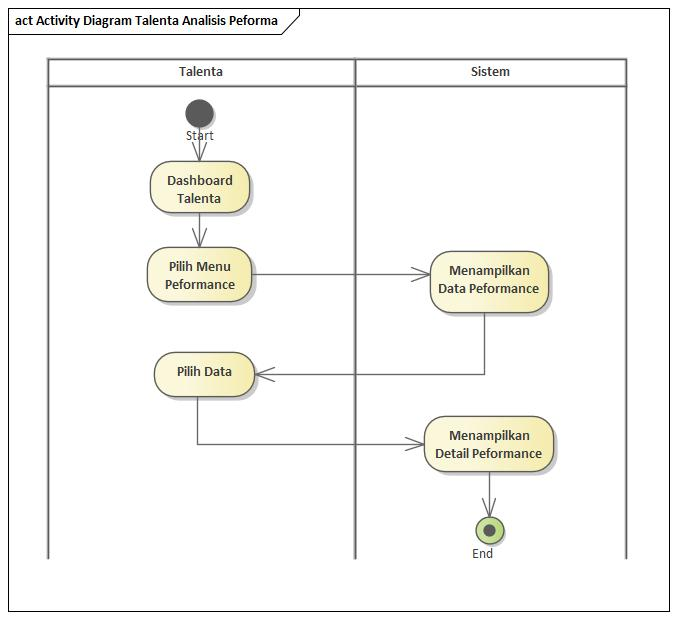 act Activity Diagram Talenta Analisis Peforma
Talenta
Sistem
Start
Dashboard
Talenta
Pilih Menu
Peformance
Menampilkan
Data Peformance
Pilih Data
Menampilkan
Detail Peformance
End